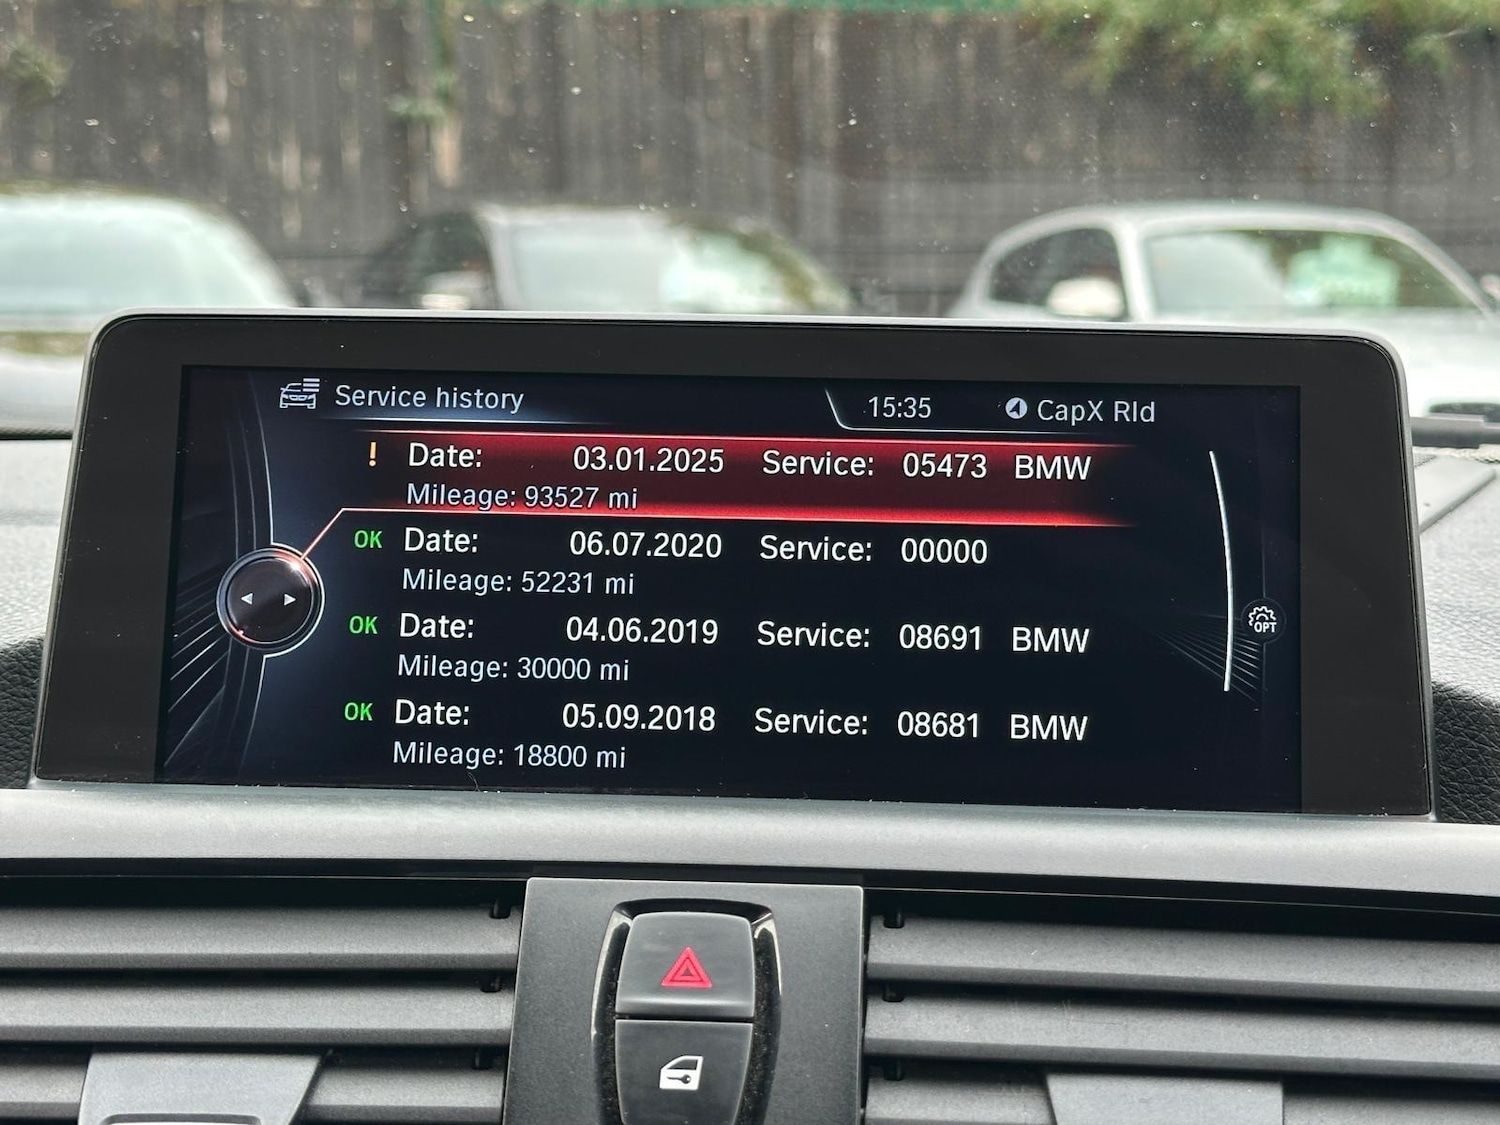 Service history 15:35 CapX Rld
! Date: 03.01.2025 Service: 05473 BMW
Mileage: 93527 mi
OK Date: 06.07.2020 Service: 00000
Mileage: 52231 mi
OK Date: 04.06.2019 Service: 08691 BMW
Mileage: 30000 mi
OK Date: 05.09.2018 Service: 08681 BMW
Mileage: 18800 mi
OPT